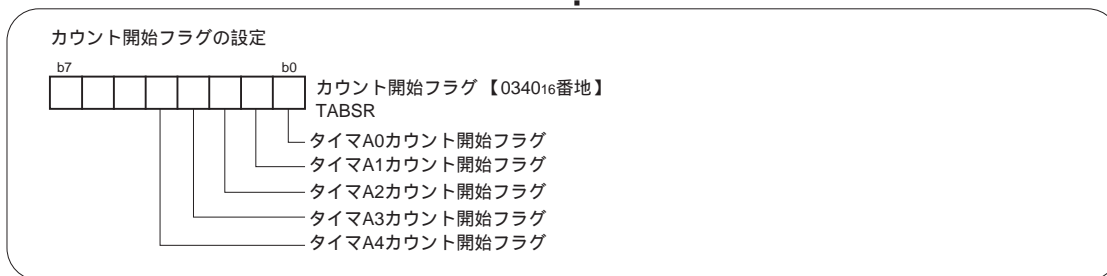 カウント開始フラグの設定
b7 b0
カウント開始フラグ【034016番地】
TABSR
タイマA0カウント開始フラグ
タイマA1カウント開始フラグ
タイマA2カウント開始フラグ
タイマA3カウント開始フラグ
タイマA4カウント開始フラグ